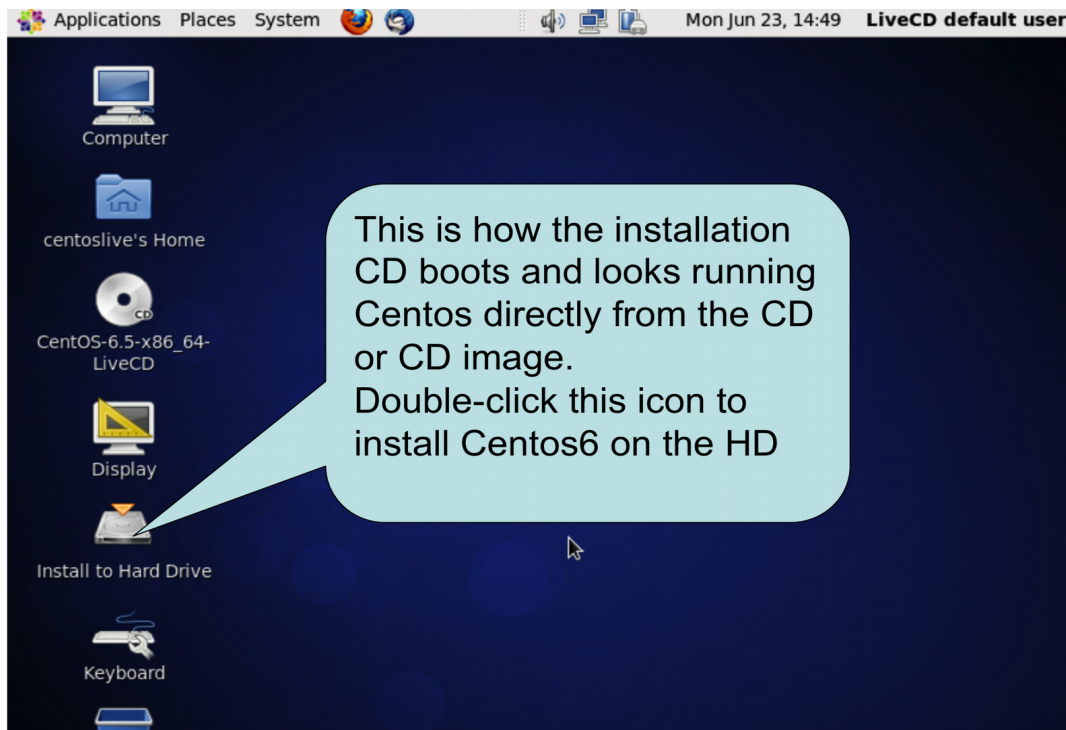 Applications Places System Mon Jun 23, 14:49 LiveCD default user
Computer
centoslive's Home
CD
CentOS-6.5-x86_64-
LiveCD
Display
Install to Hard Drive
Keyboard
This is how the installation
CD boots and looks running
Centos directly from the CD
or CD image.
Double-click this icon to
install Centos6 on the HD